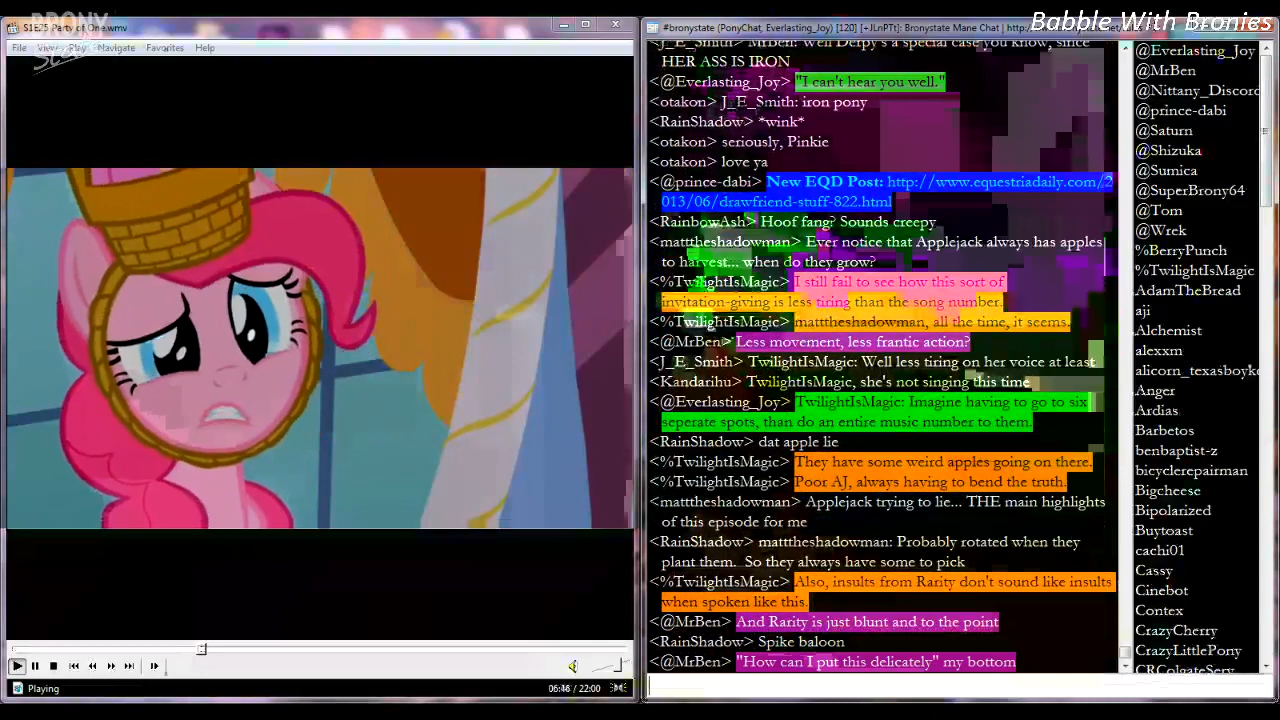 Babble With Bronies
BRONY
S1E25 Party of One.wmv
File View Play Navigate Favorites Help
#bronystate (PonyChat, Everlasting_Joy) [120] [+JLnPTt]: Bronystate Mane Chat | http://
J_E_Smith> MrBen: Well Derpy's a special case you know, since
HER ASS IS IRON
<@Everlasting_Joy> "I can't hear you well."
<otakon> J_E_Smith: iron pony
<RainShadow> *wink*
<otakon> seriously, Pinkie
<otakon> love ya
<@prince-dabi> New EQD Post: http://www.equestriadaily.com/2
013/06/drawfriend-stuff-822.html
<RainbowAsh> Hoof fang? Sounds creepy
<matttheshadowman> Ever notice that Applejack always has apples
to harvest... when do they grow?
<%TwilightIsMagic> I still fail to see how this sort of
invitation-giving is less tiring than the song number.
<%TwilightIsMagic> matttheshadowman, all the time, it seems.
<@MrBen> Less movement, less frantic action?
<J_E_Smith> TwilightIsMagic: Well less tiring on her voice at least
<Kandarihu> TwilightIsMagic, she's not singing this time
<@Everlasting_Joy> TwilightIsMagic: Imagine having to go to six
seperate spots, than do an entire music number to them.
<RainShadow> dat apple lie
<%TwilightIsMagic> They have some weird apples going on there.
<%TwilightIsMagic> Poor AJ, always having to bend the truth.
<matttheshadowman> Applejack trying to lie... THE main highlights
of this episode for me
<RainShadow> matttheshadowman: Probably rotated when they
plant them. So they always have some to pick
<%TwilightIsMagic> Also, insults from Rarity don't sound like insults
when spoken like this.
<@MrBen> And Rarity is just blunt and to the point
<RainShadow> Spike baloon
<@MrBen> "How can I put this delicately" my bottom
@Everlasting_Joy
@MrBen
@Nittany_Discord
@prince-dabi
@Saturn
@Shizuka
@Sumica
@SuperBrony64
@Tom
@Wrek
%BerryPunch
%TwilightIsMagic
AdamTheBread
aji
Alchemist
alexxm
alicorn_texasboyko
Anger
Ardias
Barbetos
benbaptist-z
bicyclerepairman
Bigcheese
Bipolarized
Buytoast
cachi01
Cassy
Cinebot
Contex
CrazyCherry
CrazyLittlePony
CRColgateServ
Playing
06:48 / 22:00